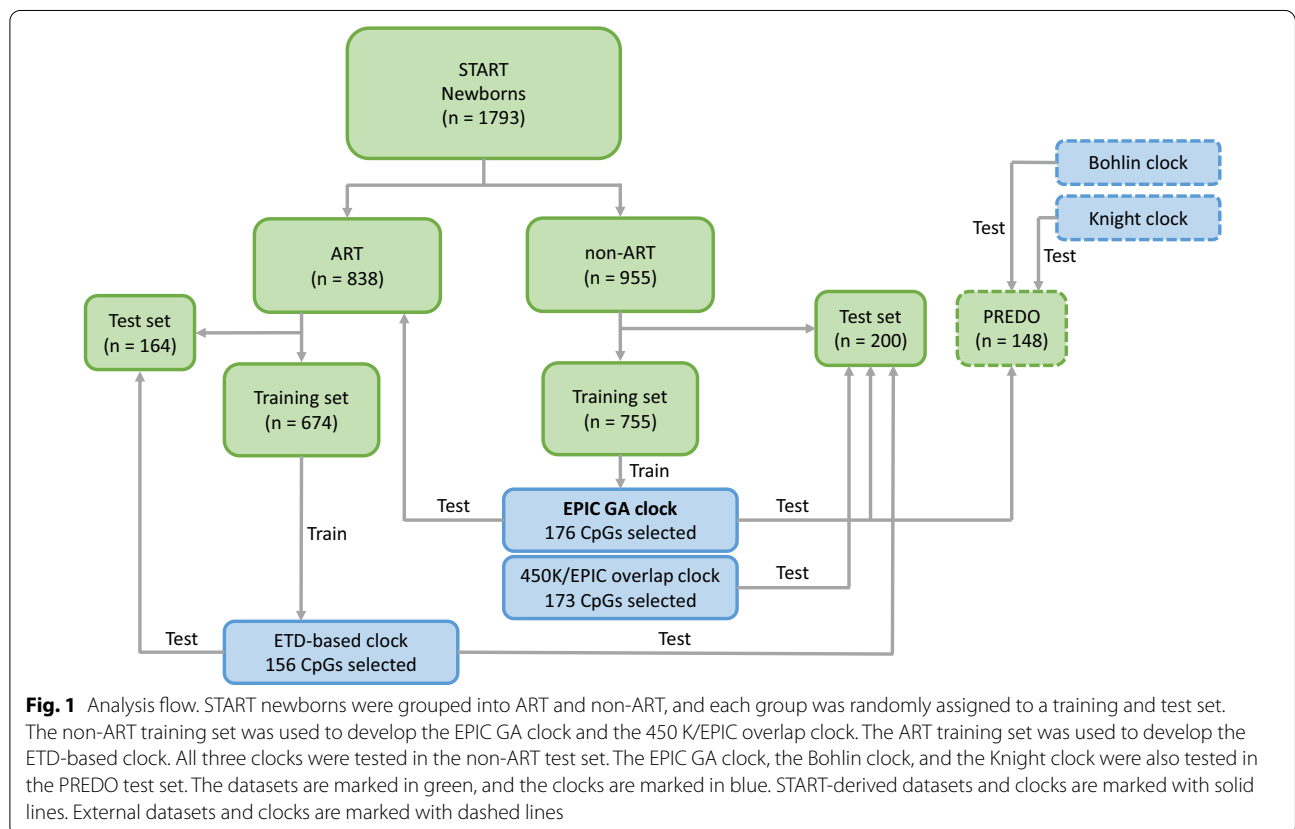 START
Newborns
(n = 1793)
Bohlin clock
Knight clock
Test
Test
ART
(n = 838)
non-ART
(n = 955)
Test set
(n = 164)
Test set
(n = 200)
PREDO
(n = 148)
Training set
(n = 674)
Training set
(n = 755)
Train
Test
EPIC GA clock
176 CpGs selected
Test
Train
450K/EPIC overlap clock
173 CpGs selected
Test
Test
ETD-based clock
156 CpGs selected
Test
Fig. 1 Analysis flow. START newborns were grouped into ART and non-ART, and each group was randomly assigned to a training and test set.
The non-ART training set was used to develop the EPIC GA clock and the 450 K/EPIC overlap clock. The ART training set was used to develop the
ETD-based clock. All three clocks were tested in the non-ART test set. The EPIC GA clock, the Bohlin clock, and the Knight clock were also tested in
the PREDO test set. The datasets are marked in green, and the clocks are marked in blue. START-derived datasets and clocks are marked with solid
lines. External datasets and clocks are marked with dashed lines